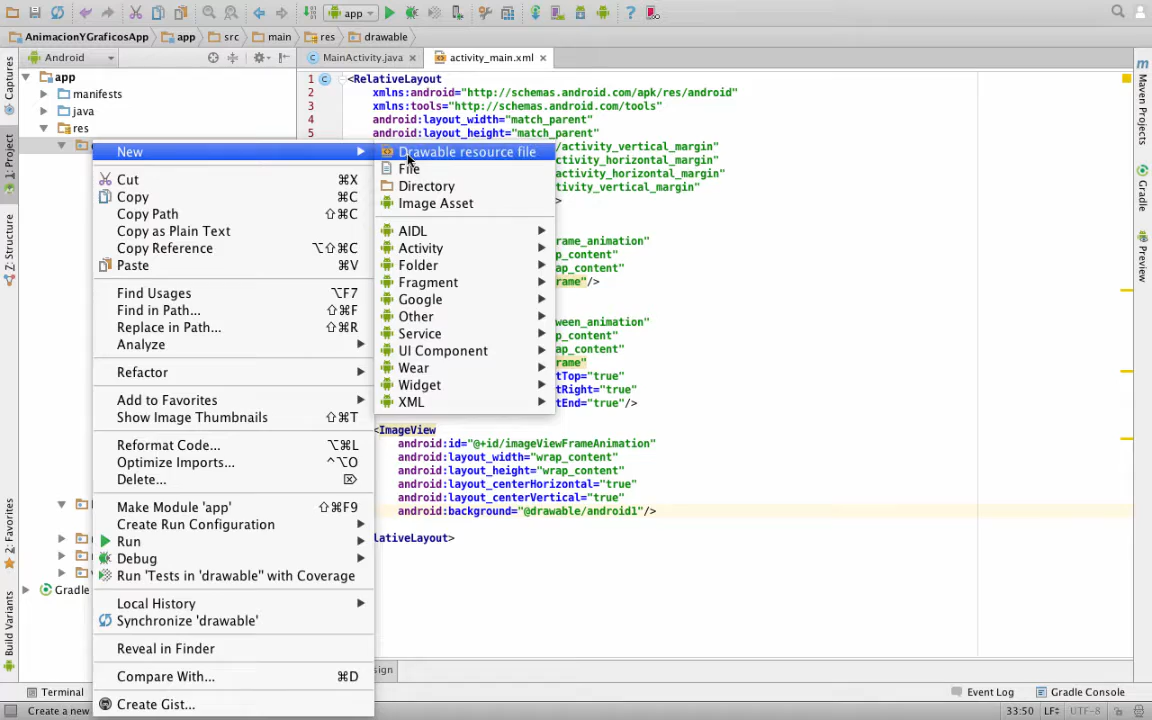 app
AnimacionYGraficosApp app src main res drawable
Android
MainActivity.java
activity_main.xml
Captures
1: Project
Z: Structure
2: Favorites
Build Variants
Maven Projects
Gradle
Preview
app
manifests
java
res
Gradle
New
Cut ⌘X
Copy ⌘C
Copy Path ⇧⌘C
Copy as Plain Text
Copy Reference ⌥⇧⌘C
Paste ⌘V
Find Usages ⌥F7
Find in Path... ⇧⌘F
Replace in Path... ⇧⌘R
Analyze
Refactor
Add to Favorites
Show Image Thumbnails ⇧⌘T
Reformat Code... ⌥⌘L
Optimize Imports... ^⌥O
Delete... ⌦
Make Module 'app' ⇧⌘F9
Create Run Configuration
Run
Debug
Run 'Tests in 'drawable'' with Coverage
Local History
Synchronize 'drawable'
Reveal in Finder
Compare With... ⌘D
Create Gist...
Drawable resource file
File
Directory
Image Asset
AIDL
Activity
Folder
Fragment
Google
Other
Service
UI Component
Wear
Widget
XML
1 <RelativeLayout
2 xmlns:android="http://schemas.android.com/apk/res/android"
3 xmlns:tools="http://schemas.android.com/tools"
4 android:layout_width="match_parent"
5 android:layout_height="match_parent"
/activity_vertical_margin"
activity_horizontal_margin"
/activity_horizontal_margin"
tivity_vertical_margin"
>
rame_animation"
p_content"
ap_content"
rame"/>
ween_animation"
p_content"
ap_content"
rame"
tTop="true"
tRight="true"
tEnd="true"/>
<ImageView
android:id="@+id/imageViewFrameAnimation"
android:layout_width="wrap_content"
android:layout_height="wrap_content"
android:layout_centerHorizontal="true"
android:layout_centerVertical="true"
android:background="@drawable/android1"/>
lativeLayout>
sign
Terminal
Event Log
Gradle Console
Create a new
33:50 LF÷ UTF-8÷